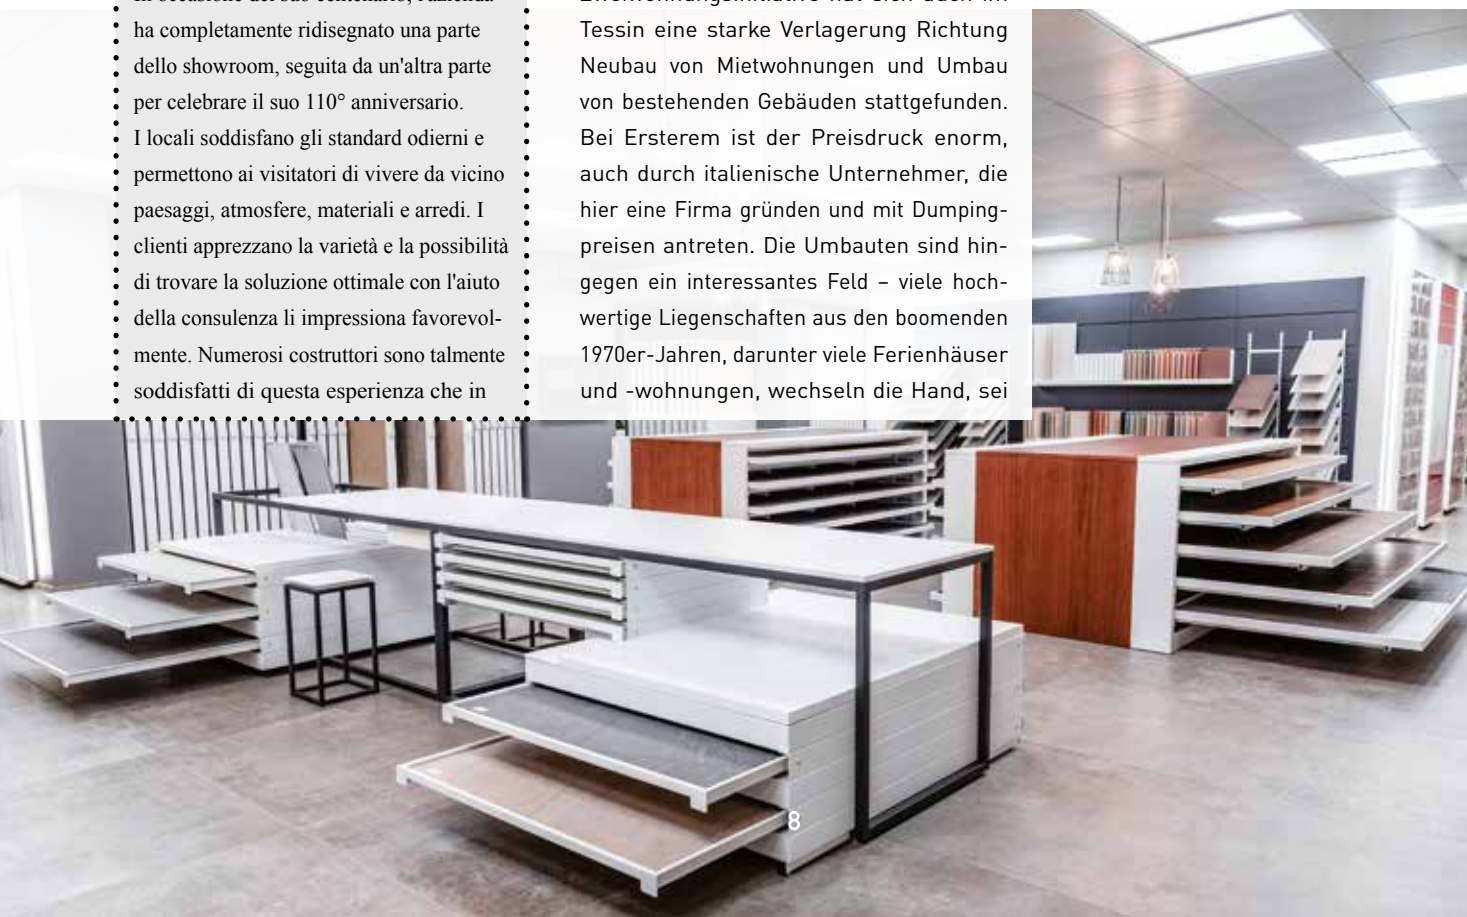 ha completamente ridisegnato una parte
dello showroom, seguita da un'altra parte
per celebrare il suo 110° anniversario.
I locali soddisfano gli standard odierni e
permettono ai visitatori di vivere da vicino
paesaggi, atmosfere, materiali e arredi. I
clienti apprezzano la varietà e la possibilità
di trovare la soluzione ottimale con l'aiuto
della consulenza li impressiona favorevol-
mente. Numerosi costruttori sono talmente
soddisfatti di questa esperienza che in
Tessin eine starke Verlagerung Richtung
Neubau von Mietwohnungen und Umbau
von bestehenden Gebäuden stattgefunden.
Bei Ersterem ist der Preisdruck enorm,
auch durch italienische Unternehmer, die
hier eine Firma gründen und mit Dumping-
preisen antreten. Die Umbauten sind hin-
gegen ein interessantes Feld – viele hoch-
wertige Liegenschaften aus den boomenden
1970er-Jahren, darunter viele Ferienhäuser
und -wohnungen, wechseln die Hand, sei
8